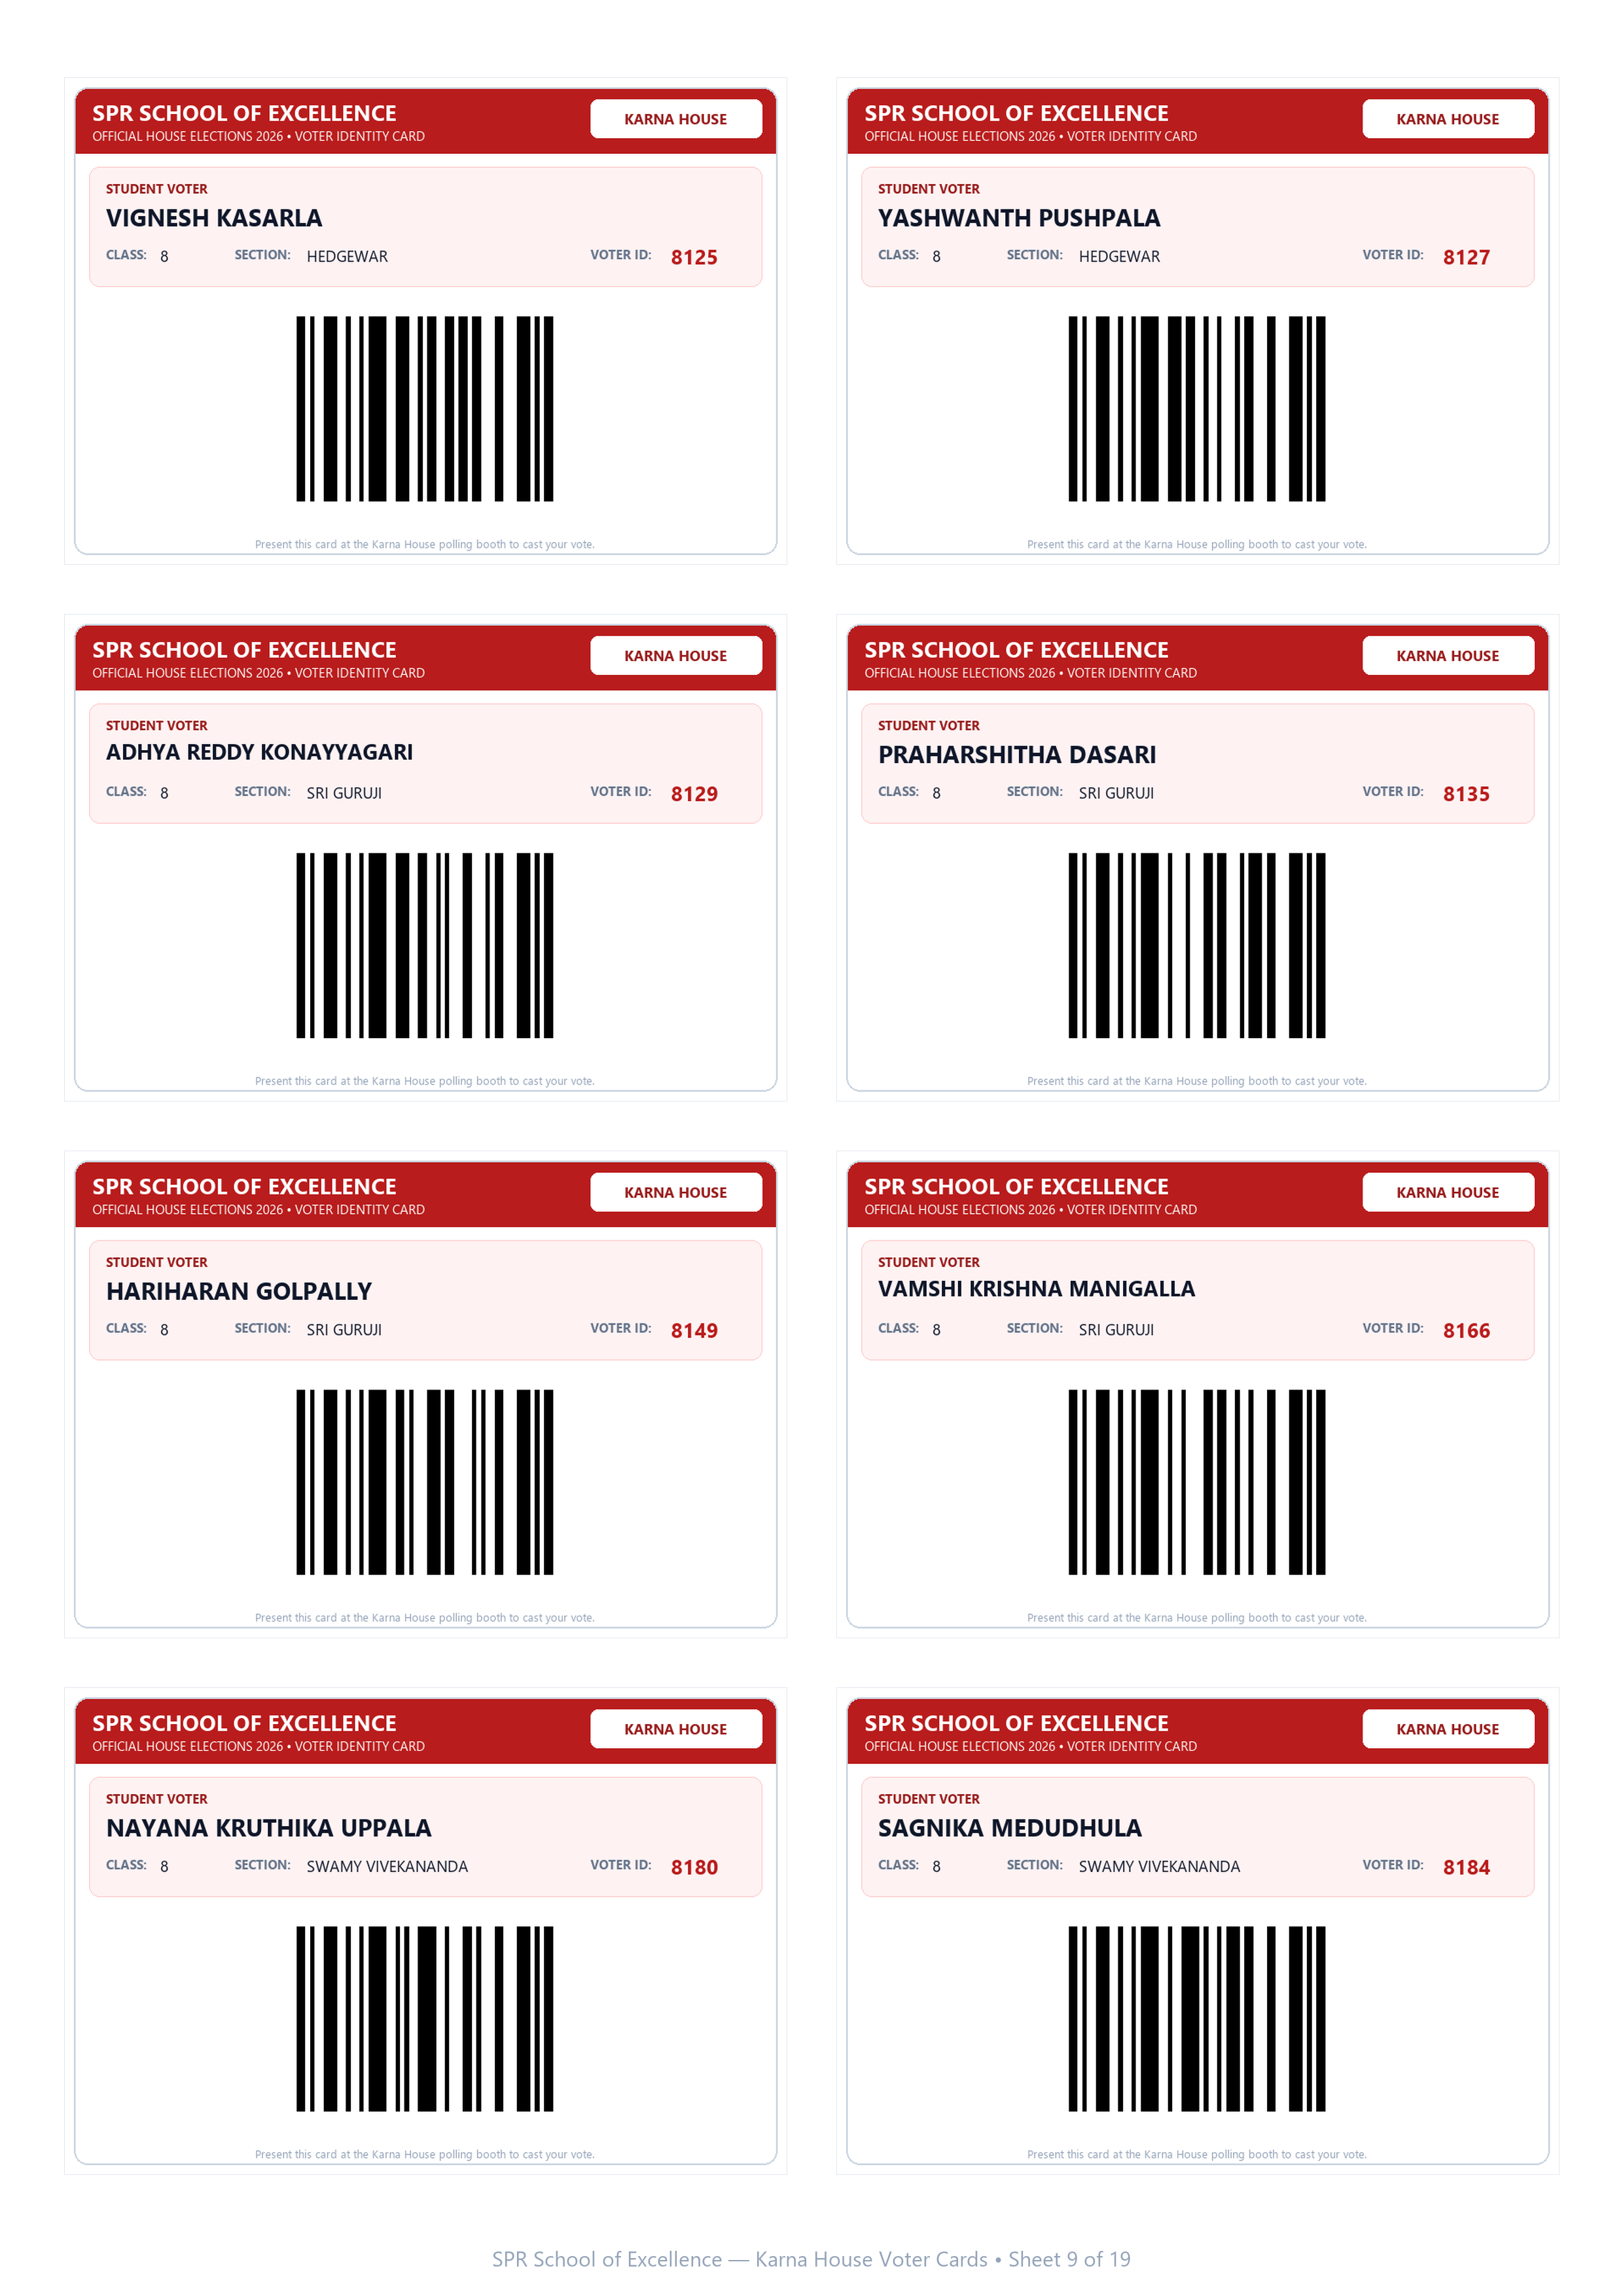 SPR SCHOOL OF EXCELLENCE
OFFICIAL HOUSE ELECTIONS 2026 • VOTER IDENTITY CARD
KARNA HOUSE
STUDENT VOTER
VIGNESH KASARLA
CLASS: 8 SECTION: HEDGEWAR VOTER ID: 8125
Present this card at the Karna House polling booth to cast your vote.
SPR SCHOOL OF EXCELLENCE
OFFICIAL HOUSE ELECTIONS 2026 • VOTER IDENTITY CARD
KARNA HOUSE
STUDENT VOTER
YASHWANTH PUSHPALA
CLASS: 8 SECTION: HEDGEWAR VOTER ID: 8127
Present this card at the Karna House polling booth to cast your vote.
SPR SCHOOL OF EXCELLENCE
OFFICIAL HOUSE ELECTIONS 2026 • VOTER IDENTITY CARD
KARNA HOUSE
STUDENT VOTER
ADHYA REDDY KONAYYAGARI
CLASS: 8 SECTION: SRI GURUJI VOTER ID: 8129
Present this card at the Karna House polling booth to cast your vote.
SPR SCHOOL OF EXCELLENCE
OFFICIAL HOUSE ELECTIONS 2026 • VOTER IDENTITY CARD
KARNA HOUSE
STUDENT VOTER
PRAHARSHITHA DASARI
CLASS: 8 SECTION: SRI GURUJI VOTER ID: 8135
Present this card at the Karna House polling booth to cast your vote.
SPR SCHOOL OF EXCELLENCE
OFFICIAL HOUSE ELECTIONS 2026 • VOTER IDENTITY CARD
KARNA HOUSE
STUDENT VOTER
HARIHARAN GOLPALLY
CLASS: 8 SECTION: SRI GURUJI VOTER ID: 8149
Present this card at the Karna House polling booth to cast your vote.
SPR SCHOOL OF EXCELLENCE
OFFICIAL HOUSE ELECTIONS 2026 • VOTER IDENTITY CARD
KARNA HOUSE
STUDENT VOTER
VAMSHI KRISHNA MANIGALLA
CLASS: 8 SECTION: SRI GURUJI VOTER ID: 8166
Present this card at the Karna House polling booth to cast your vote.
SPR SCHOOL OF EXCELLENCE
OFFICIAL HOUSE ELECTIONS 2026 • VOTER IDENTITY CARD
KARNA HOUSE
STUDENT VOTER
NAYANA KRUTHIKA UPPALA
CLASS: 8 SECTION: SWAMY VIVEKANANDA VOTER ID: 8180
Present this card at the Karna House polling booth to cast your vote.
SPR SCHOOL OF EXCELLENCE
OFFICIAL HOUSE ELECTIONS 2026 • VOTER IDENTITY CARD
KARNA HOUSE
STUDENT VOTER
SAGNIKA MEDUDHULA
CLASS: 8 SECTION: SWAMY VIVEKANANDA VOTER ID: 8184
Present this card at the Karna House polling booth to cast your vote.
SPR School of Excellence — Karna House Voter Cards • Sheet 9 of 19